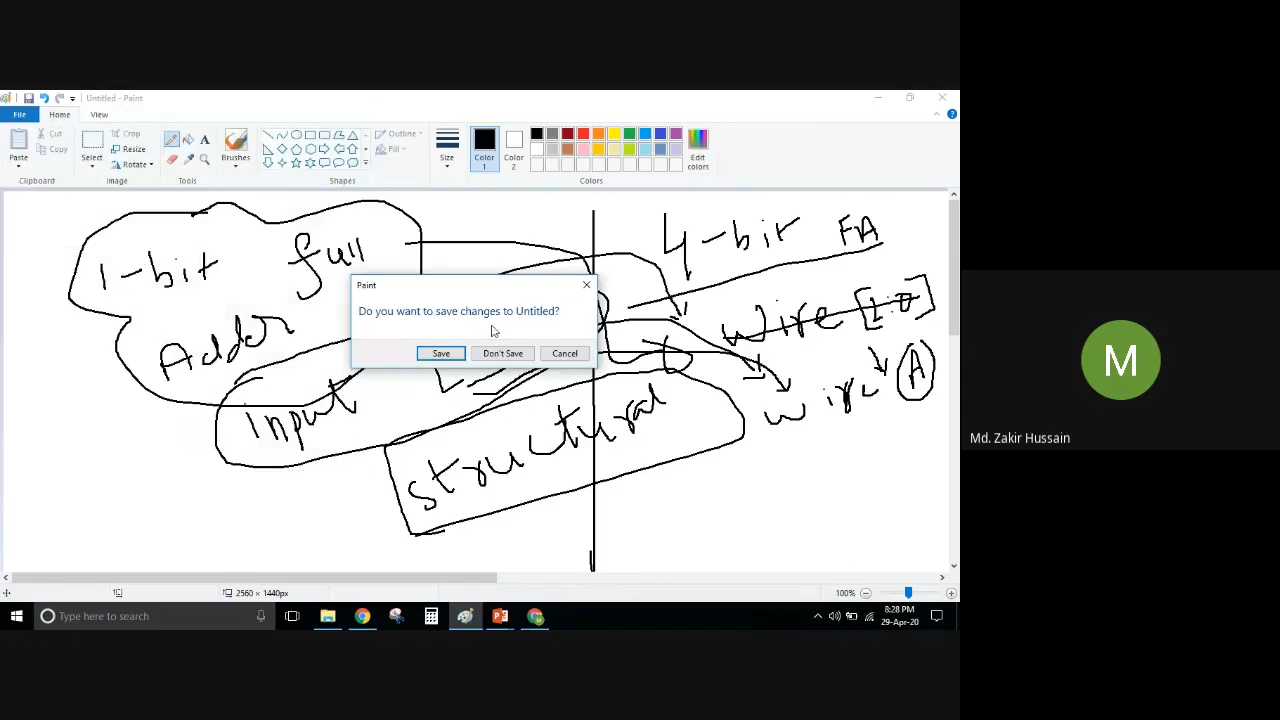 Untitled - Paint
File Home View
Paste
Cut
Copy
Clipboard
Select
Crop
Resize
Rotate
Image
Tools
Brushes
Outline
Fill
Shapes
Size
Color 1
Color 2
Edit colors
Colors
1-bit full
Adder
input
structural
4-bit FA
wire [1:0]
wire A
Paint
Do you want to save changes to Untitled?
Save Don't Save Cancel
2560 × 1440px
100%
Type here to search
8:28 PM
29-Apr-20
M
Md. Zakir Hussain